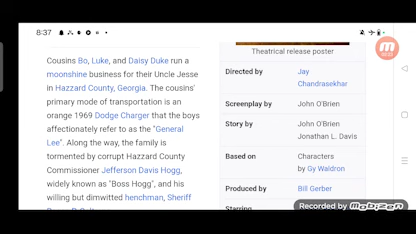 8:37
Cousins Bo, Luke, and Daisy Duke run a
moonshine business for their Uncle Jesse
in Hazzard County, Georgia. The cousins'
primary mode of transportation is an
orange 1969 Dodge Charger that the boys
affectionately refer to as the "General
Lee". Along the way, the family is
tormented by corrupt Hazzard County
Commissioner Jefferson Davis Hogg,
widely known as "Boss Hogg", and his
willing but dimwitted henchman, Sheriff
Theatrical release poster
Directed by Jay
Chandrasekhar
Screenplay by John O'Brien
Story by John O'Brien
Jonathan L. Davis
Based on Characters
by Gy Waldron
Produced by Bill Gerber
Starring
Recorded by mobizen